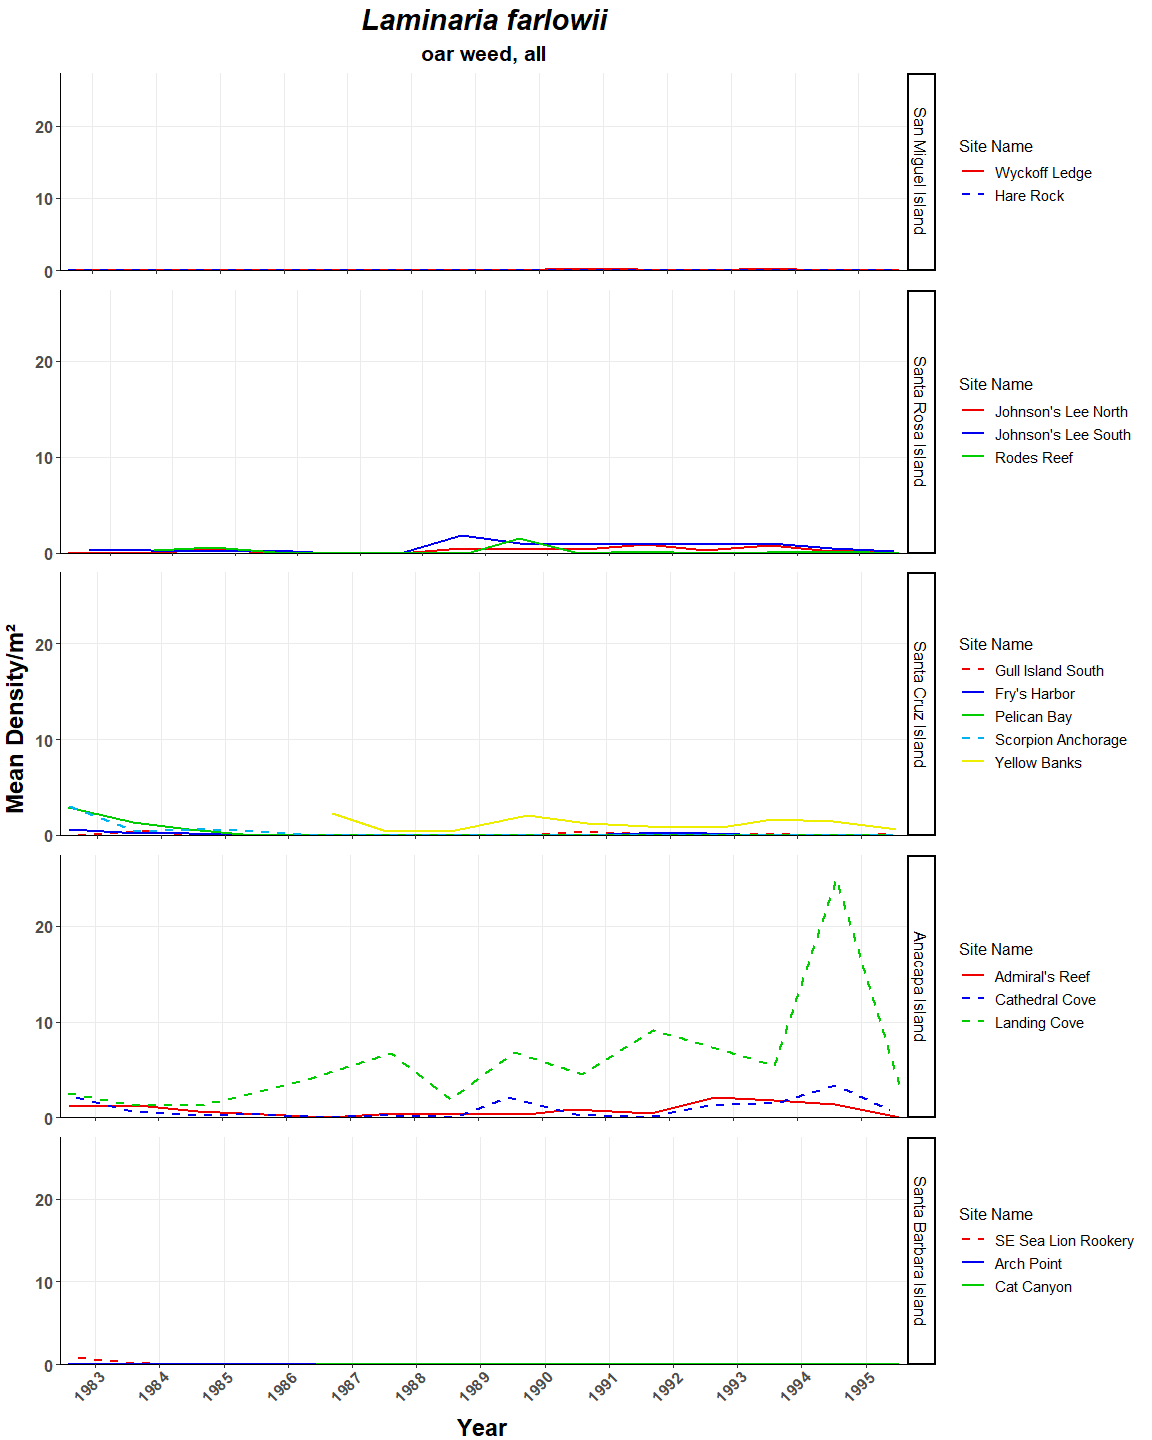 Laminaria farlowii
oar weed, all
Mean Density/m²
20
10
0
San Miguel Island
Site Name
Wyckoff Ledge
Hare Rock
20
10
0
Santa Rosa Island
Site Name
Johnson's Lee North
Johnson's Lee South
Rodes Reef
20
10
0
Santa Cruz Island
Site Name
Gull Island South
Fry's Harbor
Pelican Bay
Scorpion Anchorage
Yellow Banks
20
10
0
Anacapa Island
Site Name
Admiral's Reef
Cathedral Cove
Landing Cove
20
10
0
Santa Barbara Island
Site Name
SE Sea Lion Rookery
Arch Point
Cat Canyon
1983 1984 1985 1986 1987 1988 1989 1990 1991 1992 1993 1994 1995
Year